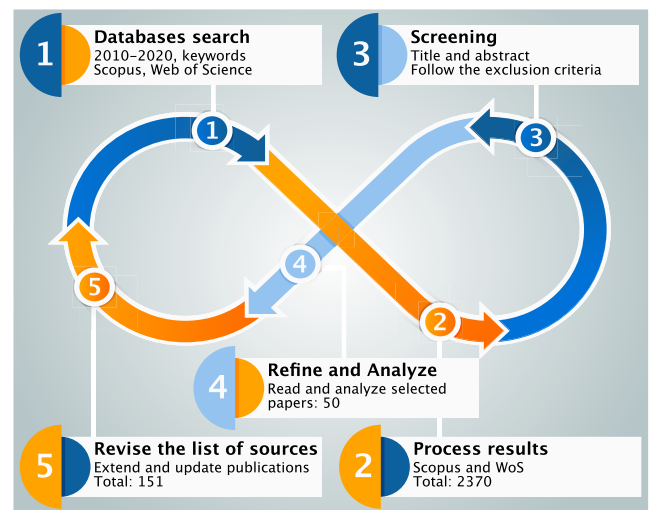 1
Databases search
2010-2020, keywords
Scopus, Web of Science
3
Screening
Title and abstract
Follow the exclusion criteria
1
3
4
5
2
4
Refine and Analyze
Read and analyze selected
papers: 50
5
Revise the list of sources
Extend and update publications
Total: 151
2
Process results
Scopus and WoS
Total: 2370